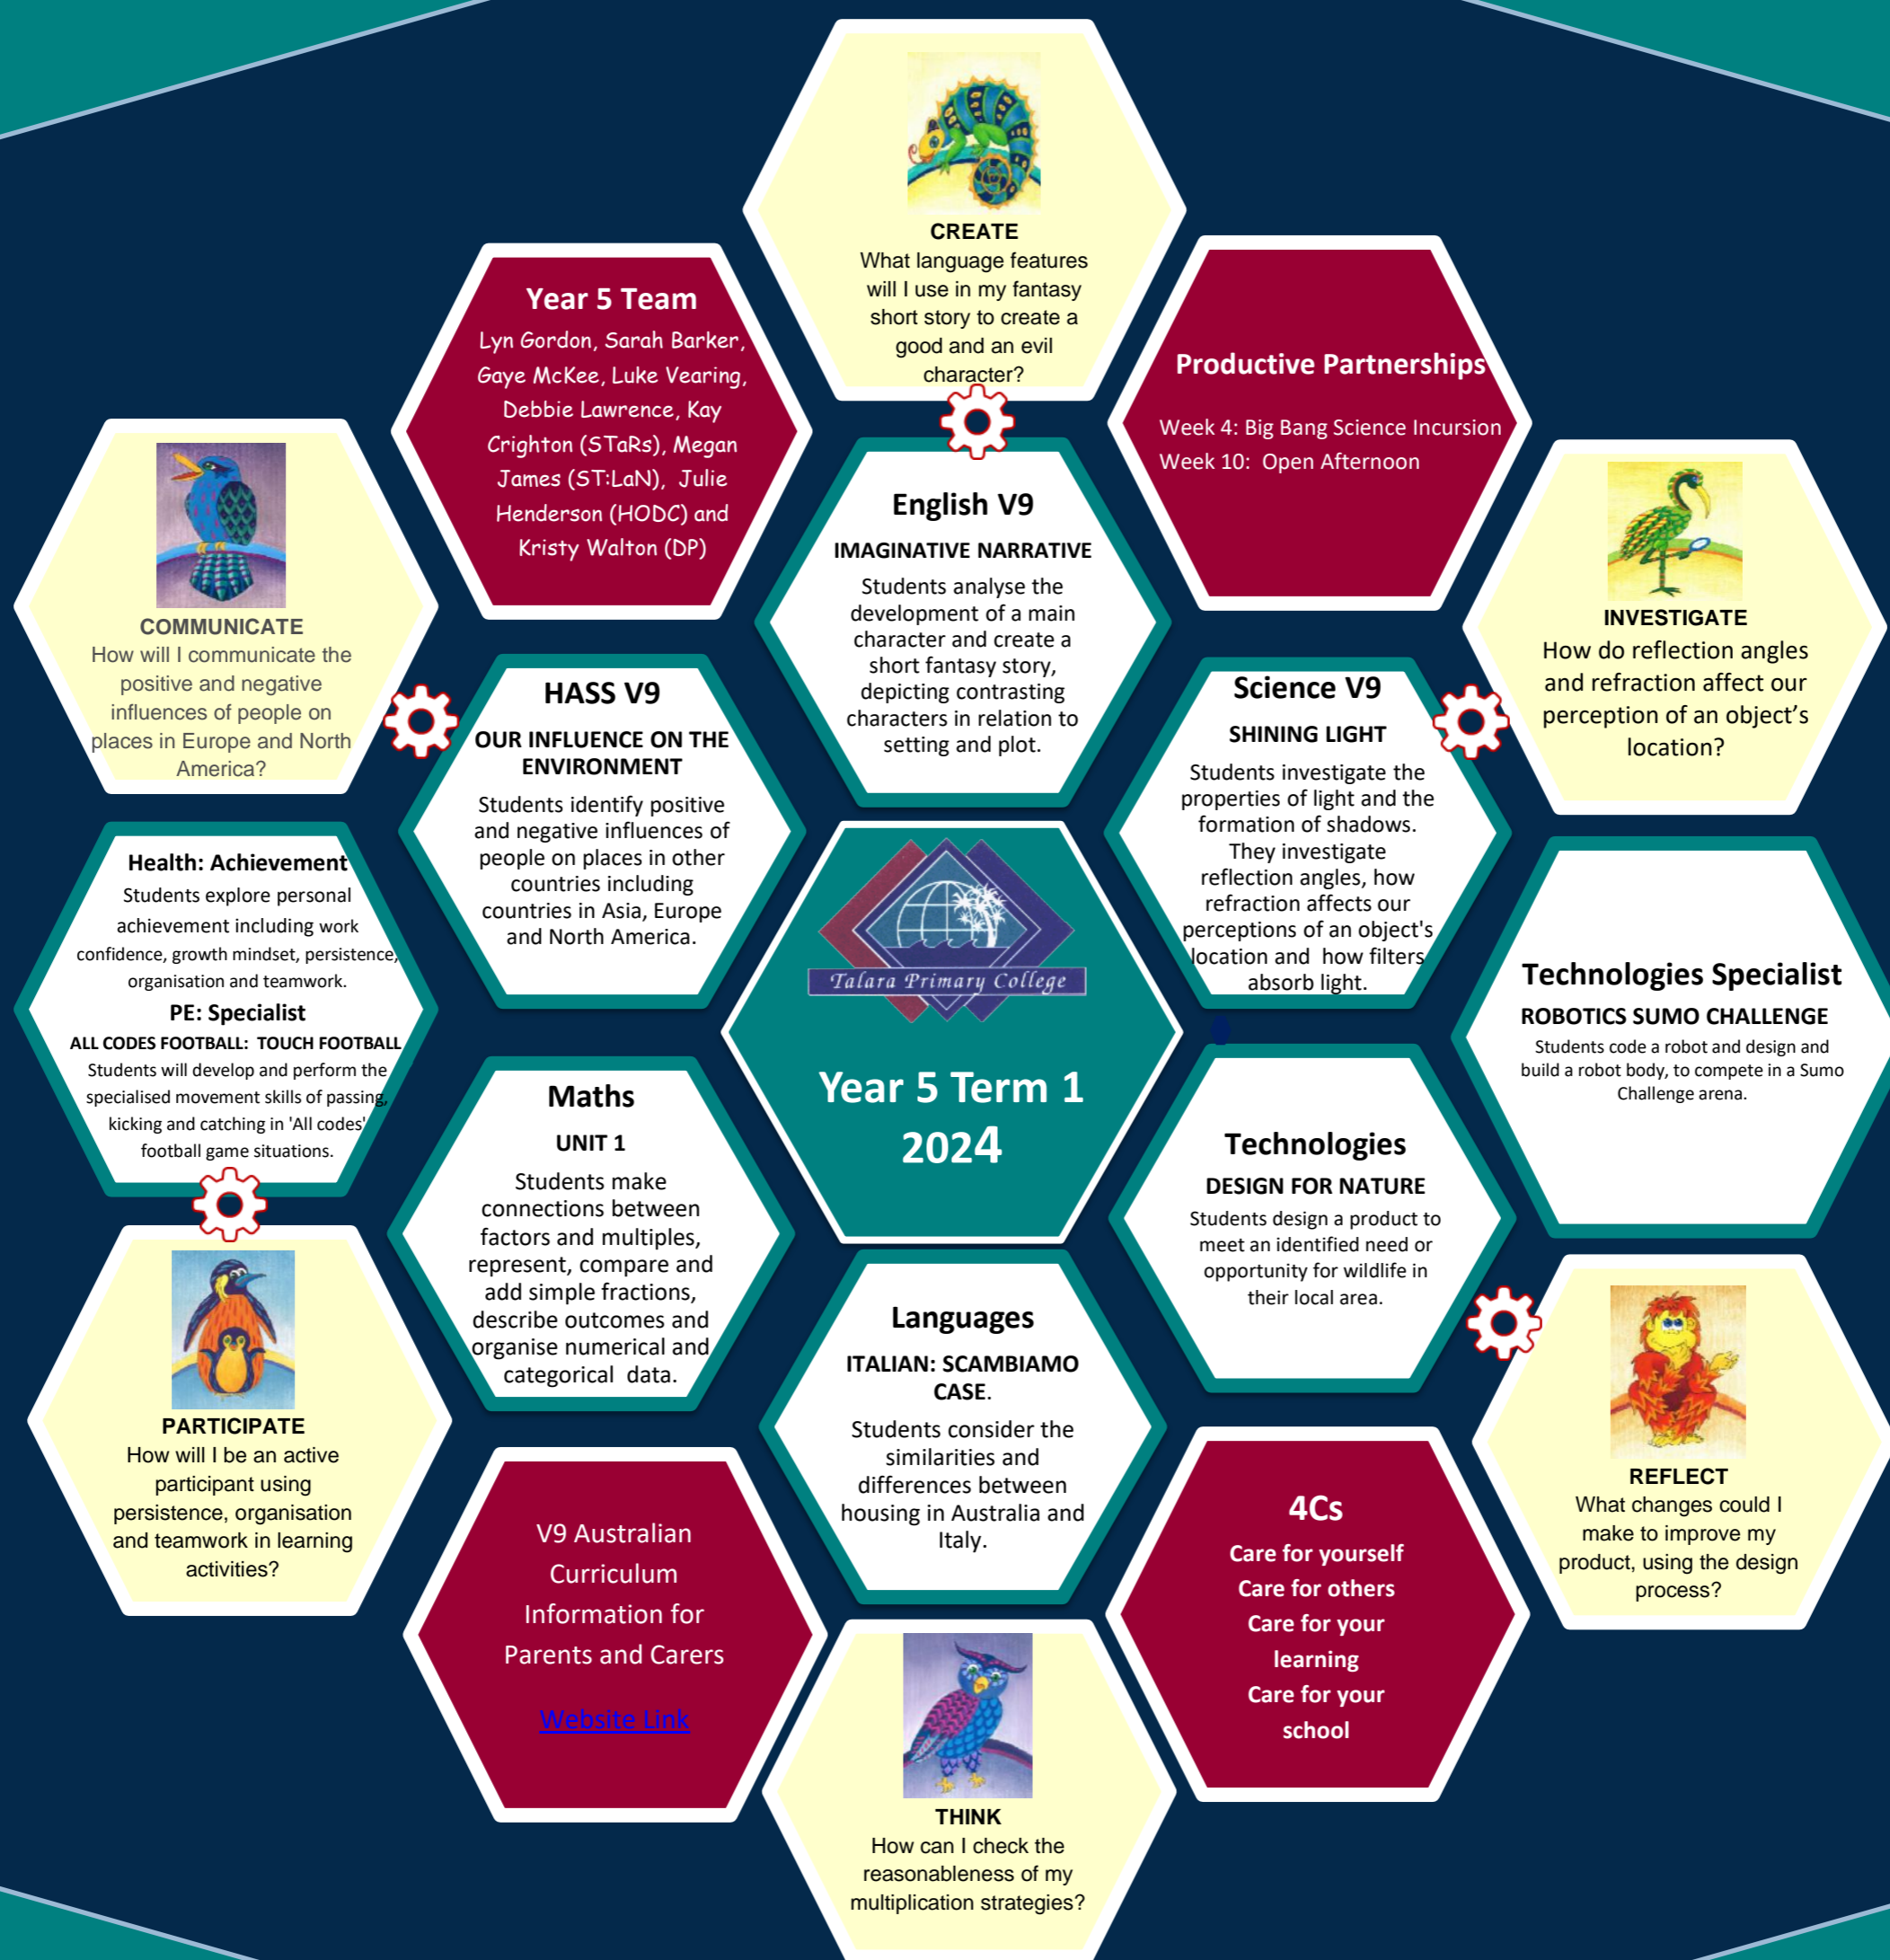 CREATE
What language features
will I use in my fantasy
short story to create a
good and an evil
character?
Year 5 Team
Lyn Gordon, Sarah Barker,
Gaye McKee, Luke Vearing,
Debbie Lawrence, Kay
Crighton (STaRs), Megan
James (ST:LaN), Julie
Henderson (HODC) and
Kristy Walton (DP)
Productive Partnerships
Week 4: Big Bang Science Incursion
Week 10: Open Afternoon
COMMUNICATE
How will I communicate the
positive and negative
influences of people on
places in Europe and North
America?
English V9
IMAGINATIVE NARRATIVE
Students analyse the
development of a main
character and create a
short fantasy story,
depicting contrasting
characters in relation to
setting and plot.
INVESTIGATE
How do reflection angles
and refraction affect our
perception of an object's
location?
HASS V9
OUR INFLUENCE ON THE
ENVIRONMENT
Students identify positive
and negative influences of
people on places in other
countries including
countries in Asia, Europe
and North America.
Science V9
SHINING LIGHT
Students investigate the
properties of light and the
formation of shadows.
They investigate
reflection angles, how
refraction affects our
perceptions of an object's
location and how filters
absorb light.
Health: Achievement
Students explore personal
achievement including work
confidence, growth mindset, persistence,
organisation and teamwork.
PE: Specialist
ALL CODES FOOTBALL: TOUCH FOOTBALL
Students will develop and perform the
specialised movement skills of passing,
kicking and catching in 'All codes'
football game situations.
Talara Primary College
Year 5 Term 1
2024
Technologies Specialist
ROBOTICS SUMO CHALLENGE
Students code a robot and design and
build a robot body, to compete in a Sumo
Challenge arena.
Maths
UNIT 1
Students make
connections between
factors and multiples,
represent, compare and
add simple fractions,
describe outcomes and
organise numerical and
categorical data.
Technologies
DESIGN FOR NATURE
Students design a product to
meet an identified need or
opportunity for wildlife in
their local area.
PARTICIPATE
How will I be an active
participant using
persistence, organisation
and teamwork in learning
activities?
Languages
ITALIAN: SCAMBIAMO
CASE.
Students consider the
similarities and
differences between
housing in Australia and
Italy.
REFLECT
What changes could I
make to improve my
product, using the design
process?
V9 Australian
Curriculum
Information for
Parents and Carers
Website Link
4Cs
Care for yourself
Care for others
Care for your
learning
Care for your
school
THINK
How can I check the
reasonableness of my
multiplication strategies?